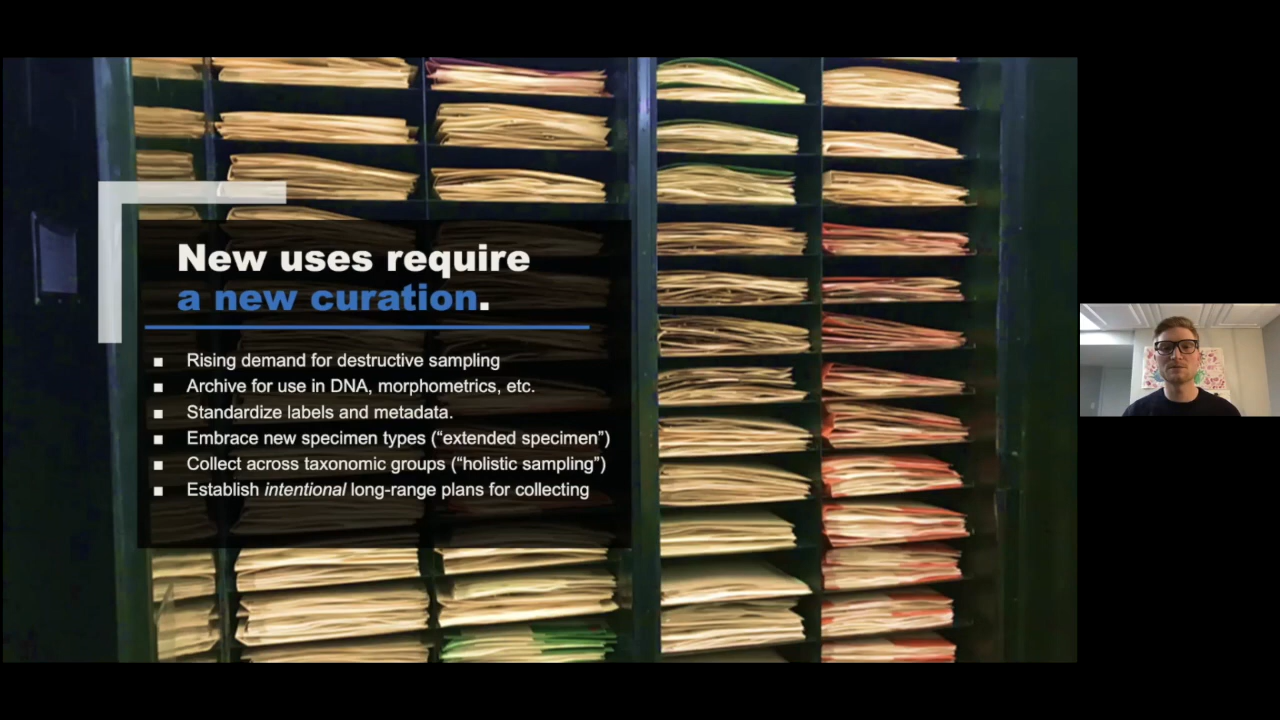 New uses require
a new curation.
▪ Rising demand for destructive sampling
▪ Archive for use in DNA, morphometrics, etc.
▪ Standardize labels and metadata.
▪ Embrace new specimen types (“extended specimen”)
▪ Collect across taxonomic groups (“holistic sampling”)
▪ Establish intentional long-range plans for collecting